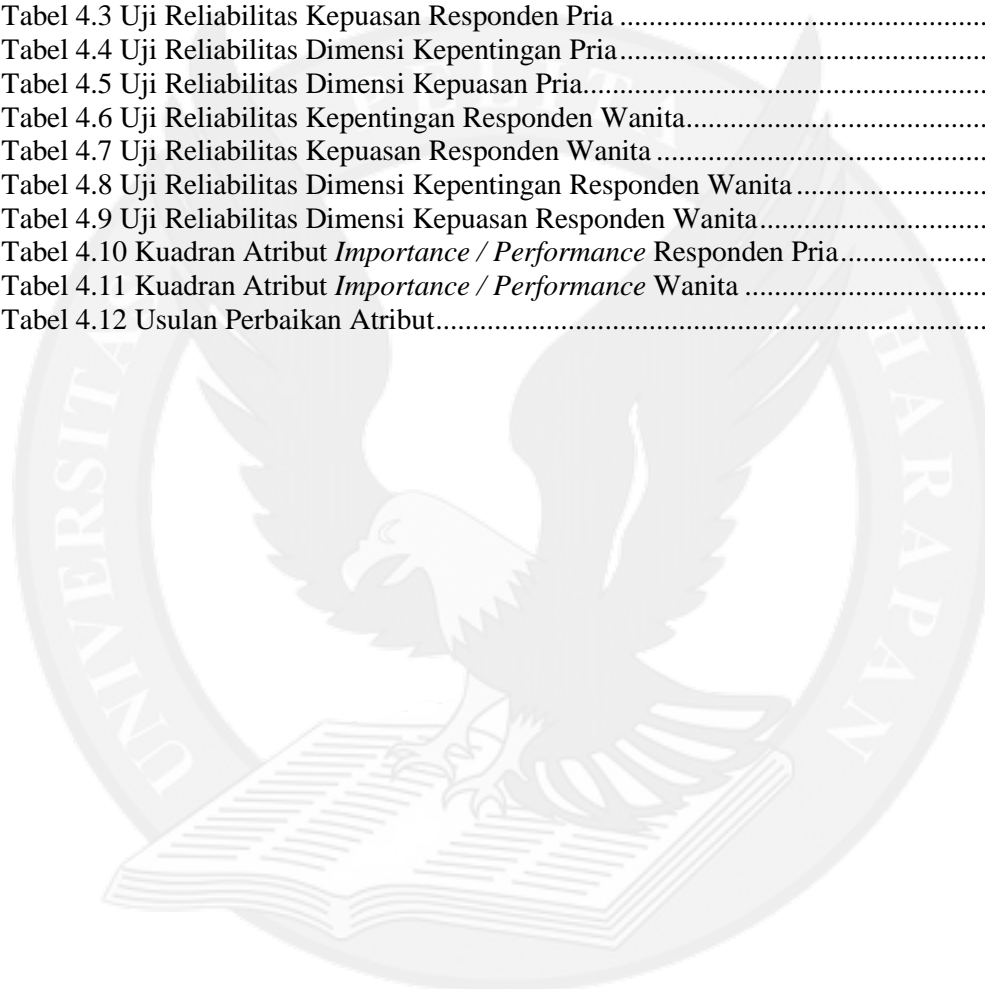 Tabel 4.3 Uji Reliabilitas Kepuasan Responden Pria ..............................................
Tabel 4.4 Uji Reliabilitas Dimensi Kepentingan Pria..............................................
Tabel 4.5 Uji Reliabilitas Dimensi Kepuasan Pria...................................................
Tabel 4.6 Uji Reliabilitas Kepentingan Responden Wanita.....................................
Tabel 4.7 Uji Reliabilitas Kepuasan Responden Wanita .........................................
Tabel 4.8 Uji Reliabilitas Dimensi Kepentingan Responden Wanita ........................
Tabel 4.9 Uji Reliabilitas Dimensi Kepuasan Responden Wanita.............................
Tabel 4.10 Kuadran Atribut Importance / Performance Responden Pria...................
Tabel 4.11 Kuadran Atribut Importance / Performance Wanita ...............................
Tabel 4.12 Usulan Perbaikan Atribut.......................................................................
UNIVERSITAS PELITA HARAPAN